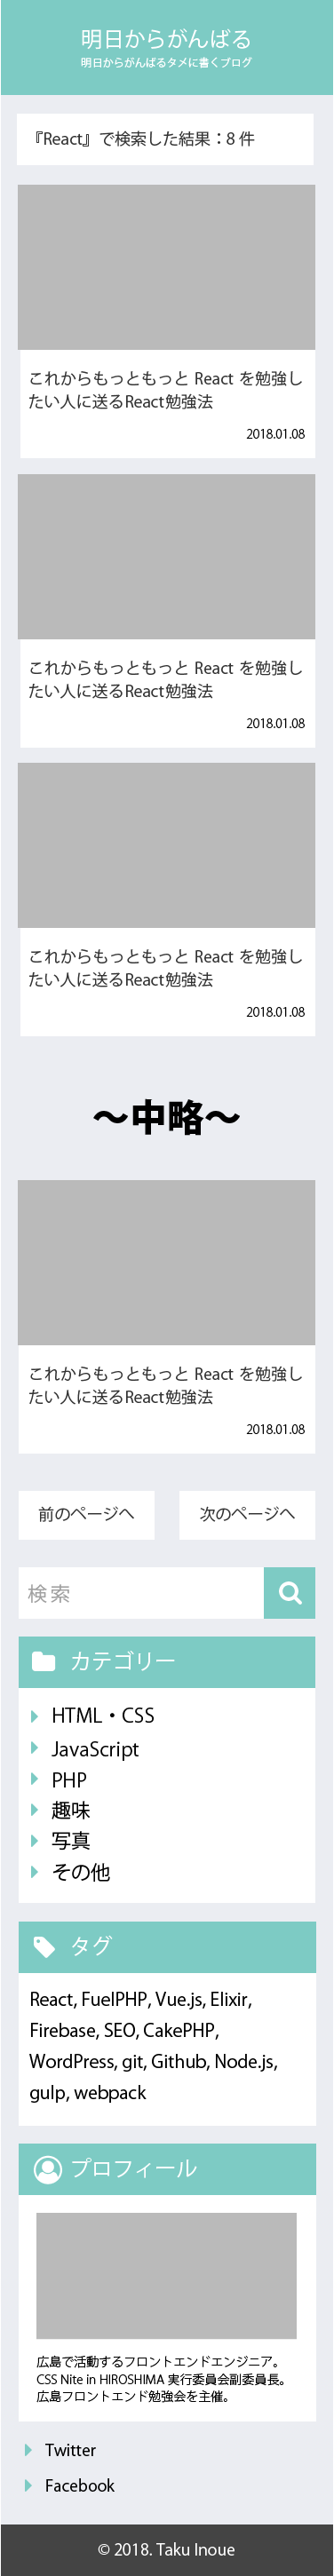 明日からがんばる
明日からがんばるタメに書くブログ
『React』で検索した結果：8 件
これからもっともっと React を勉強し
たい人に送るReact勉強法
2018.01.08
これからもっともっと React を勉強し
たい人に送るReact勉強法
2018.01.08
これからもっともっと React を勉強し
たい人に送るReact勉強法
2018.01.08
〜中略〜
これからもっともっと React を勉強し
たい人に送るReact勉強法
2018.01.08
前のページへ
次のページへ
検索
カテゴリー
HTML・CSS
JavaScript
PHP
趣味
写真
その他
タグ
React, FuelPHP, Vue.js, Elixir,
Firebase, SEO, CakePHP,
WordPress, git, Github, Node.js,
gulp, webpack
プロフィール
広島で活動するフロントエンドエンジニア。
CSS Nite in HIROSHIMA 実行委員会副委員長。
広島フロントエンド勉強会を主催。
Twitter
Facebook
© 2018. Taku Inoue